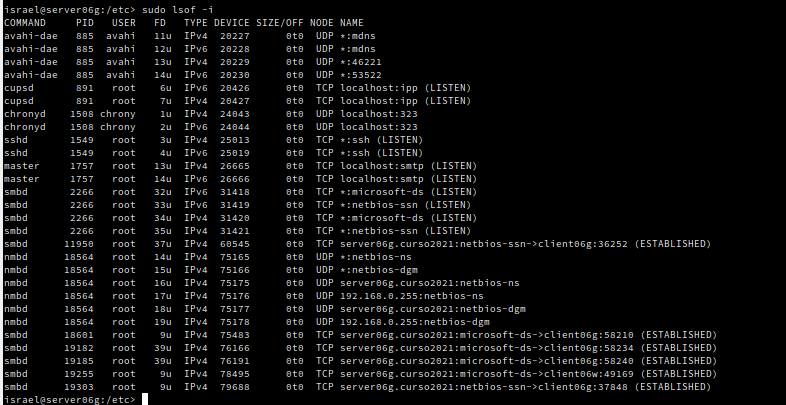 israel@server06g:/etc> sudo lsof -i
COMMAND     PID   USER   FD   TYPE DEVICE SIZE/OFF NODE NAME
avahi-dae   885  avahi   11u  IPv4  20227      0t0  UDP *:mdns
avahi-dae   885  avahi   12u  IPv6  20228      0t0  UDP *:mdns
avahi-dae   885  avahi   13u  IPv4  20229      0t0  UDP *:46221
avahi-dae   885  avahi   14u  IPv6  20230      0t0  UDP *:53522
cupsd       891   root    6u  IPv6  20426      0t0  TCP localhost:ipp (LISTEN)
cupsd       891   root    7u  IPv4  20427      0t0  TCP localhost:ipp (LISTEN)
chronyd    1508 chrony    1u  IPv4  24043      0t0  UDP localhost:323
chronyd    1508 chrony    2u  IPv6  24044      0t0  UDP localhost:323
sshd       1549   root    3u  IPv4  25013      0t0  TCP *:ssh (LISTEN)
sshd       1549   root    4u  IPv6  25019      0t0  TCP *:ssh (LISTEN)
master     1757   root   13u  IPv4  26665      0t0  TCP localhost:smtp (LISTEN)
master     1757   root   14u  IPv6  26666      0t0  TCP localhost:smtp (LISTEN)
smbd       2266   root   32u  IPv6  31418      0t0  TCP *:microsoft-ds (LISTEN)
smbd       2266   root   33u  IPv6  31419      0t0  TCP *:netbios-ssn (LISTEN)
smbd       2266   root   34u  IPv4  31420      0t0  TCP *:microsoft-ds (LISTEN)
smbd       2266   root   35u  IPv4  31421      0t0  TCP *:netbios-ssn (LISTEN)
smbd      11950   root   37u  IPv4  60545      0t0  TCP server06g.curso2021:netbios-ssn->client06g:36252 (ESTABLISHED)
nmbd      18564   root   14u  IPv4  75165      0t0  UDP *:netbios-ns
nmbd      18564   root   15u  IPv4  75166      0t0  UDP *:netbios-dgm
nmbd      18564   root   16u  IPv4  75175      0t0  UDP server06g.curso2021:netbios-ns
nmbd      18564   root   17u  IPv4  75176      0t0  UDP 192.168.0.255:netbios-ns
nmbd      18564   root   18u  IPv4  75177      0t0  UDP server06g.curso2021:netbios-dgm
nmbd      18564   root   19u  IPv4  75178      0t0  UDP 192.168.0.255:netbios-dgm
smbd      18601   root    9u  IPv4  75483      0t0  TCP server06g.curso2021:microsoft-ds->client06g:58210 (ESTABLISHED)
smbd      19182   root   39u  IPv4  76166      0t0  TCP server06g.curso2021:microsoft-ds->client06g:58234 (ESTABLISHED)
smbd      19185   root   39u  IPv4  76191      0t0  TCP server06g.curso2021:microsoft-ds->client06g:58240 (ESTABLISHED)
smbd      19255   root    9u  IPv4  78495      0t0  TCP server06g.curso2021:microsoft-ds->client06w:49169 (ESTABLISHED)
smbd      19303   root    9u  IPv4  79688      0t0  TCP server06g.curso2021:netbios-ssn->client06g:37848 (ESTABLISHED)
israel@server06g:/etc>